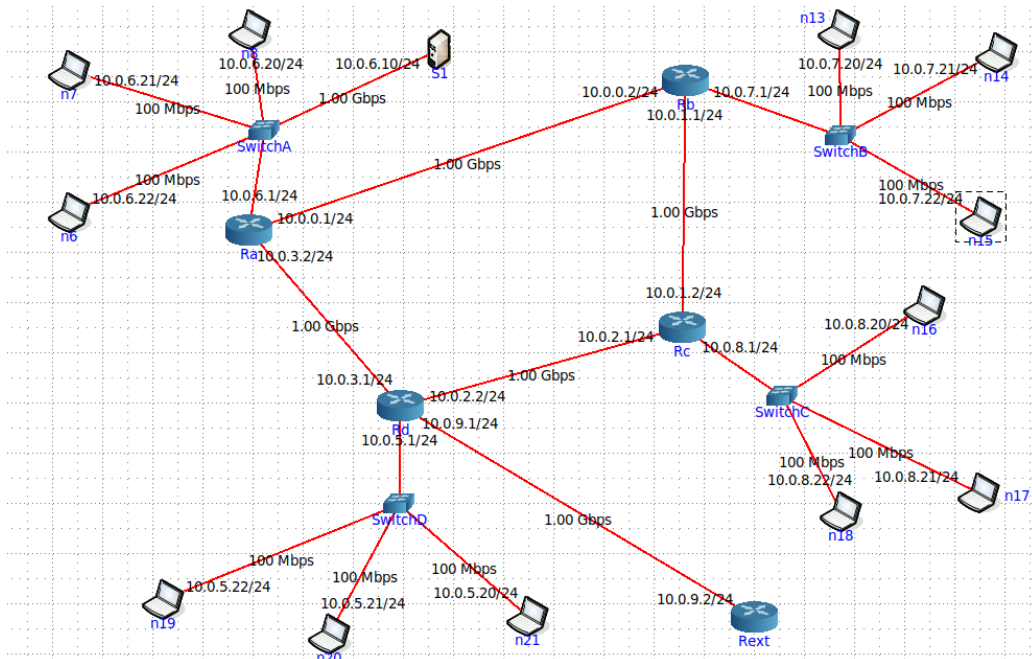 n8
n13
10.0.6.20/24
10.0.6.10/24
S1
10.0.7.20/24
10.0.7.21/24
n14
n7
10.0.6.21/24
100 Mbps
1.00 Gbps
100 Mbps
10.0.0.2/24
Rb
10.0.7.1/24
100 Mbps
100 Mbps
10.0.1.1/24
SwitchA
SwitchB
1.00 Gbps
100 Mbps
10.0.6.22/24
10.0.6.1/24
100 Mbps
10.0.7.22/24
n6
10.0.0.1/24
1.00 Gbps
n15
Ra
10.0.3.2/24
10.0.1.2/24
1.00 Gbps
10.0.8.20/24
n16
10.0.2.1/24
Rc
10.0.8.1/24
100 Mbps
10.0.3.1/24
1.00 Gbps
10.0.2.2/24
SwitchC
Rd
10.0.9.1/24
10.0.5.1/24
100 Mbps
100 Mbps
10.0.8.22/24
10.0.8.21/24
n17
SwitchD
1.00 Gbps
n18
100 Mbps
100 Mbps
100 Mbps
10.0.5.22/24
10.0.5.21/24
10.0.5.20/24
10.0.9.2/24
n19
n20
n21
Rext